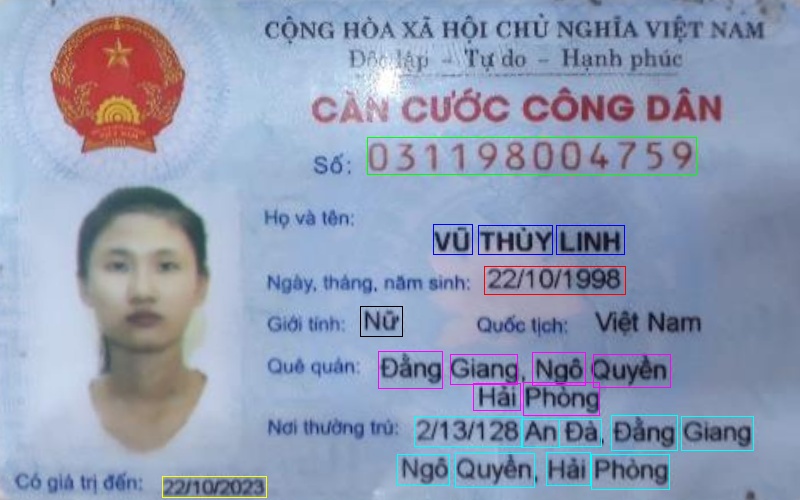 CỘNG HÒA XÃ HỘI CHỦ NGHĨA VIỆT NAM
Độc lập - Tự do - Hạnh phúc
CĂN CƯỚC CÔNG DÂN
Số: 031198004759
Họ và tên:
VŨ THÙY LINH
Ngày, tháng, năm sinh: 22/10/1998
Giới tính: Nữ Quốc tịch: Việt Nam
Quê quán: Đằng Giang, Ngô Quyền
Hải Phòng
Nơi thường trú: 2/13/128 An Đà, Đằng Giang
Ngô Quyền, Hải Phòng
Có giá trị đến: 22/10/2023